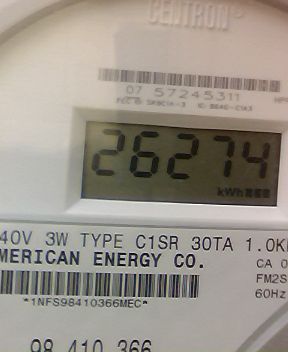 CENTRON®
07 57245311
26274
kWh
40V 3W TYPE C1SR 30TA 1.0K
MERICAN ENERGY CO.
CA 0
FM2S
60Hz
*1NFS98410366MEC*
98 410 366